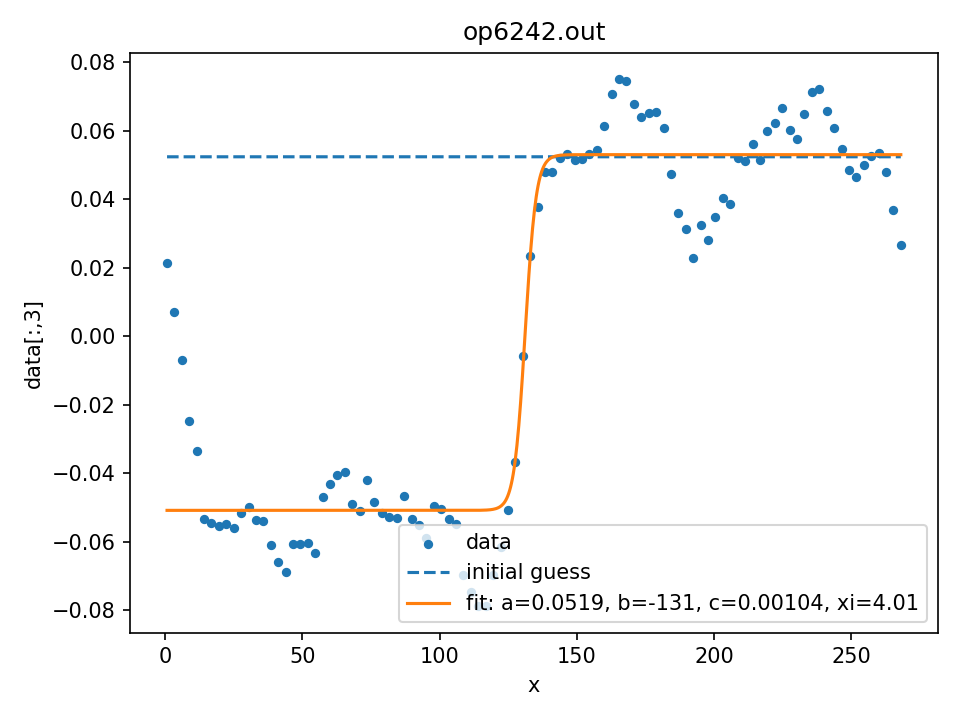 op6242.out
0.08
0.06
0.04
0.02
0.00
−0.02
−0.04
−0.06
−0.08
data[:,3]
data
initial guess
fit: a=0.0519, b=-131, c=0.00104, xi=4.01
0 50 100 150 200 250
x